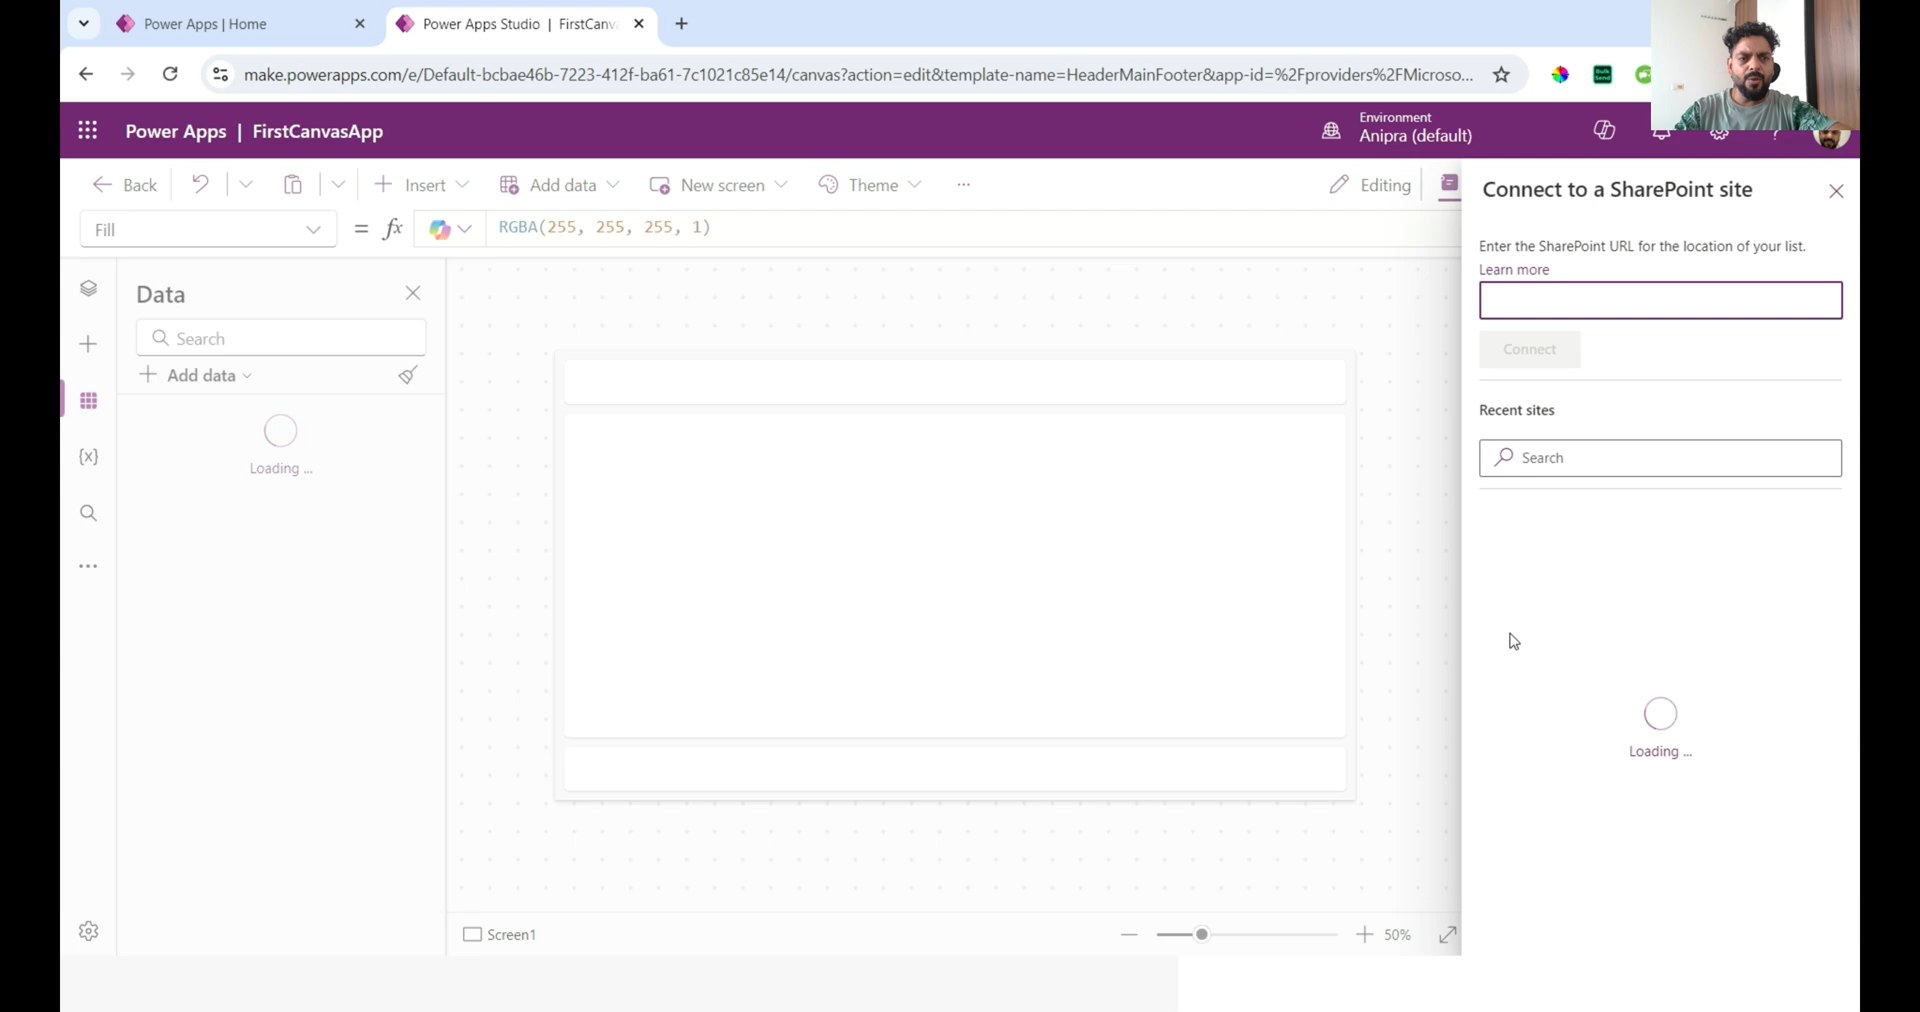 Power Apps | Home
Power Apps Studio | FirstCanv
make.powerapps.com/e/Default-bcbae46b-7223-412f-ba61-7c1021c85e14/canvas?action=edit&template-name=HeaderMainFooter&app-id=%2Fproviders%2FMicroso...
Power Apps | FirstCanvasApp
Environment
Anipra (default)
Back
Insert
Add data
New screen
Theme
...
Editing
Fill
= fx
RGBA(255, 255, 255, 1)
Data
Search
Add data
Loading ...
{x}
Screen1
50%
Connect to a SharePoint site
Enter the SharePoint URL for the location of your list.
Learn more
Connect
Recent sites
Search
Loading ...